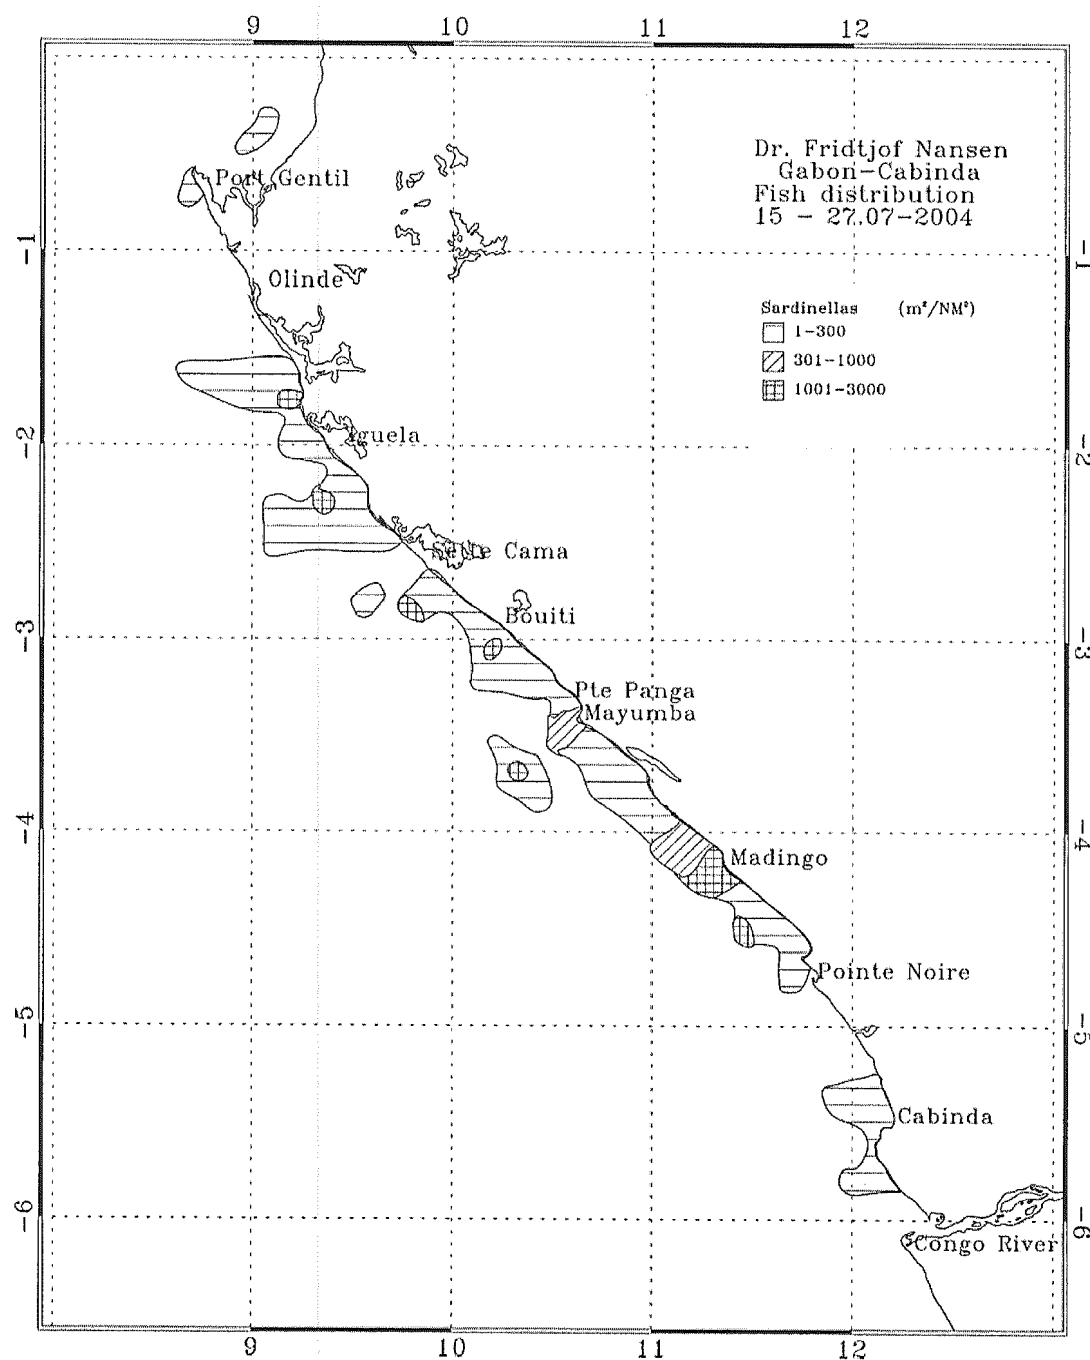 9 10 11 12
Dr. Fridtjof Nansen
Gabon-Cabinda
Fish distribution
15 - 27.07-2004
Port Gentil
-1 -1
Olinde
Sardinellas (m²/NM²)
1-300
301-1000
1001-3000
Iguela
-2 -2
Sette Cama
Bouiti
-3 -3
Pte Panga
Mayumba
-4 -4
Madingo
Pointe Noire
-5 -5
Cabinda
-6 -6
Congo River
9 10 11 12